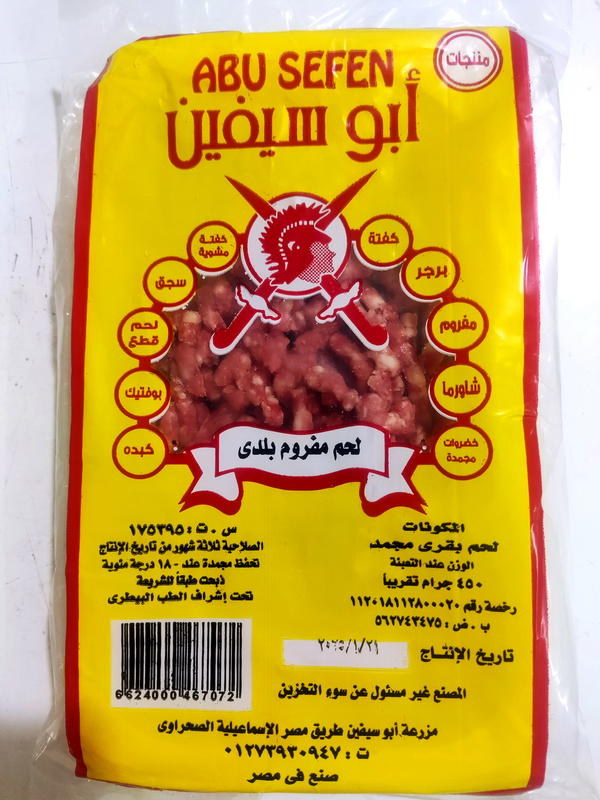 منتجات
ABU SEFEN
أبو سيفين
كفتة مشوية
سجق
لحم قطع
بوفتيك
كبده
كفتة
برجر
مفروم
شاورما
خضروات مجمدة
لحم مفروم بلدى
المكونات
لحم بقرى مجمد
الوزن عند التعبئة
٤٥٠ جرام تقريباً
رخصة رقم ١١٢٠١٨١١٢٨٠٠٠٢٠
ب . ض : ٥٦٢٧٤٣٤٧٥
س . ت : ١٧٥٣٩٥
الصلاحية ثلاثة شهور من تاريخ الإنتاج
تحفظ مجمدة عند - ١٨ درجة مئوية
ذبحت طبقاً للشريعة
تحت إشراف الطب البيطرى
تاريخ الإنتاج
6 624000 467072
المصنع غير مسئول عن سوء التخزين
مزرعة أبو سيفين طريق مصر الإسماعيلية الصحراوى
ت : ٠١٢٧٣٩٣٠٩٤٧
صنع فى مصر